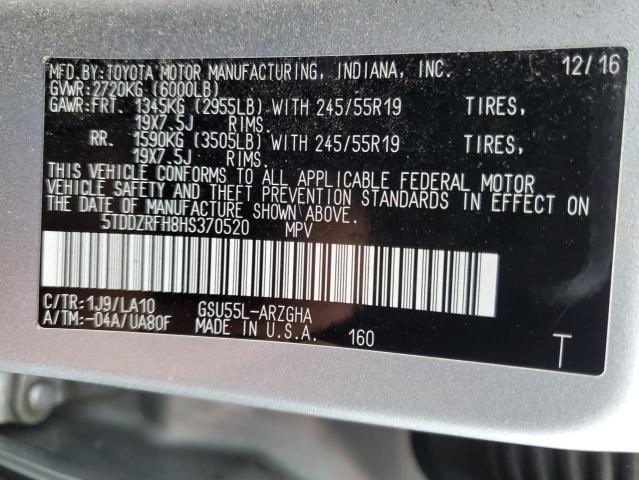 MFD.BY:TOYOTA MOTOR MANUFACTURING, INDIANA, INC. 12/16
GVWR:2720KG (6000LB)
GAWR:FRT. 1345KG (2955LB) WITH 245/55R19 TIRES,
19X7.5J RIMS.
RR. 1590KG (3505LB) WITH 245/55R19 TIRES,
19X7.5J RIMS.
THIS VEHICLE CONFORMS TO ALL APPLICABLE FEDERAL MOTOR
VEHICLE SAFETY AND THEFT PREVENTION STANDARDS IN EFFECT ON
THE DATE OF MANUFACTURE SHOWN ABOVE.
5TDDZRFH8HS370520 MPV
C/TR:1J9/LA10 GSU55L-ARZGHA
A/TM:-04A/UA80F MADE IN U.S.A. 160 T